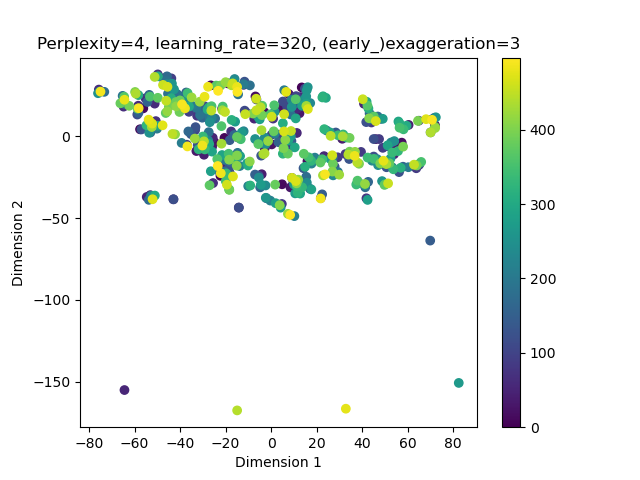 Perplexity=4, learning_rate=320, (early_)exaggeration=3
0
−50
−100
−150
Dimension 2
−80 −60 −40 −20 0 20 40 60 80
Dimension 1
400
300
200
100
0